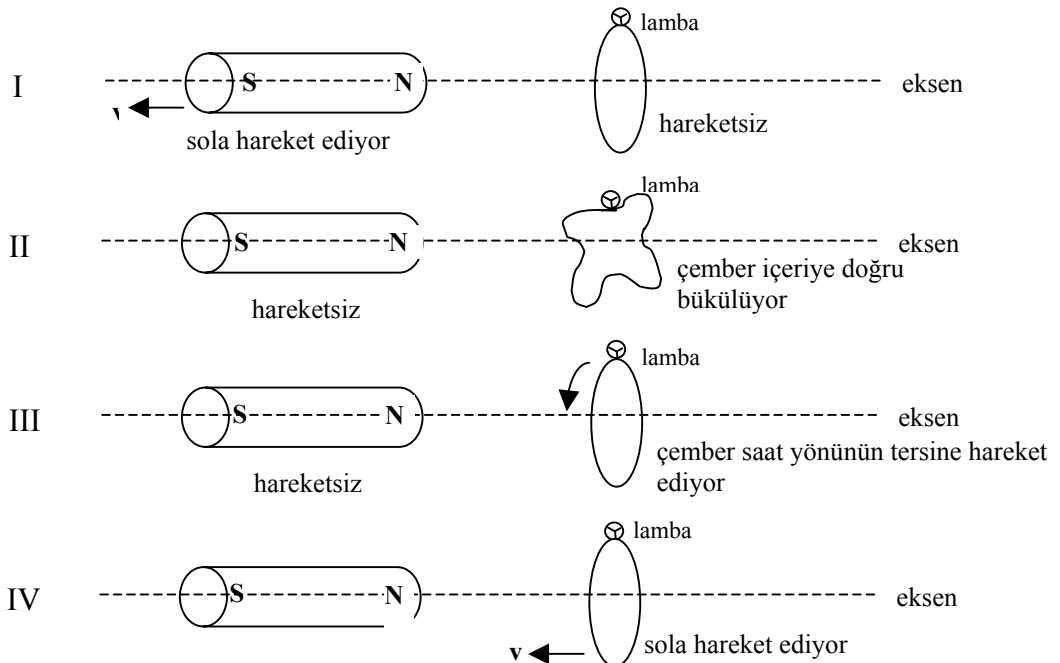 lamba
I S N eksen
v sola hareket ediyor hareketsiz
lamba
II S N eksen
hareketsiz çember içeriye doğru
bükülüyor
lamba
III S N eksen
hareketsiz çember saat yönünün tersine hareket
ediyor
lamba
IV S N eksen
v sola hareket ediyor